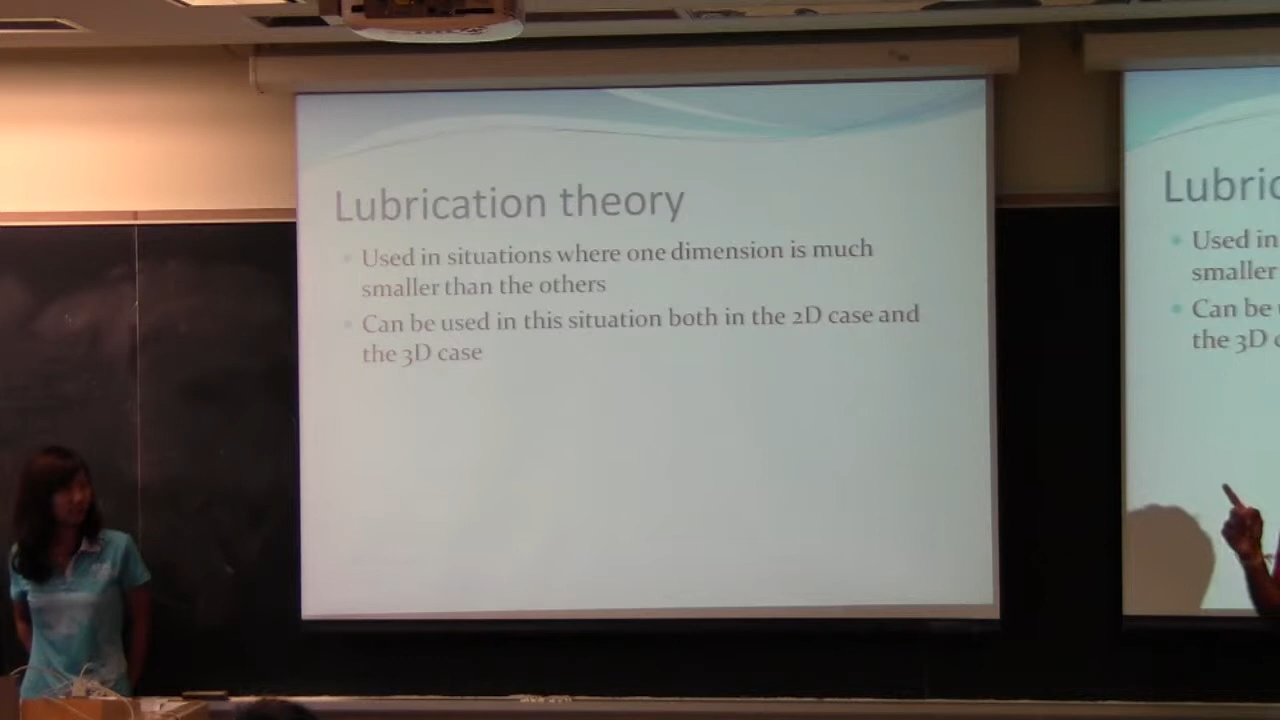 Lubrication theory
Used in situations where one dimension is much
smaller than the others
Can be used in this situation both in the 2D case and
the 3D case
Lubric
Used in
smaller
Can be
the 3D